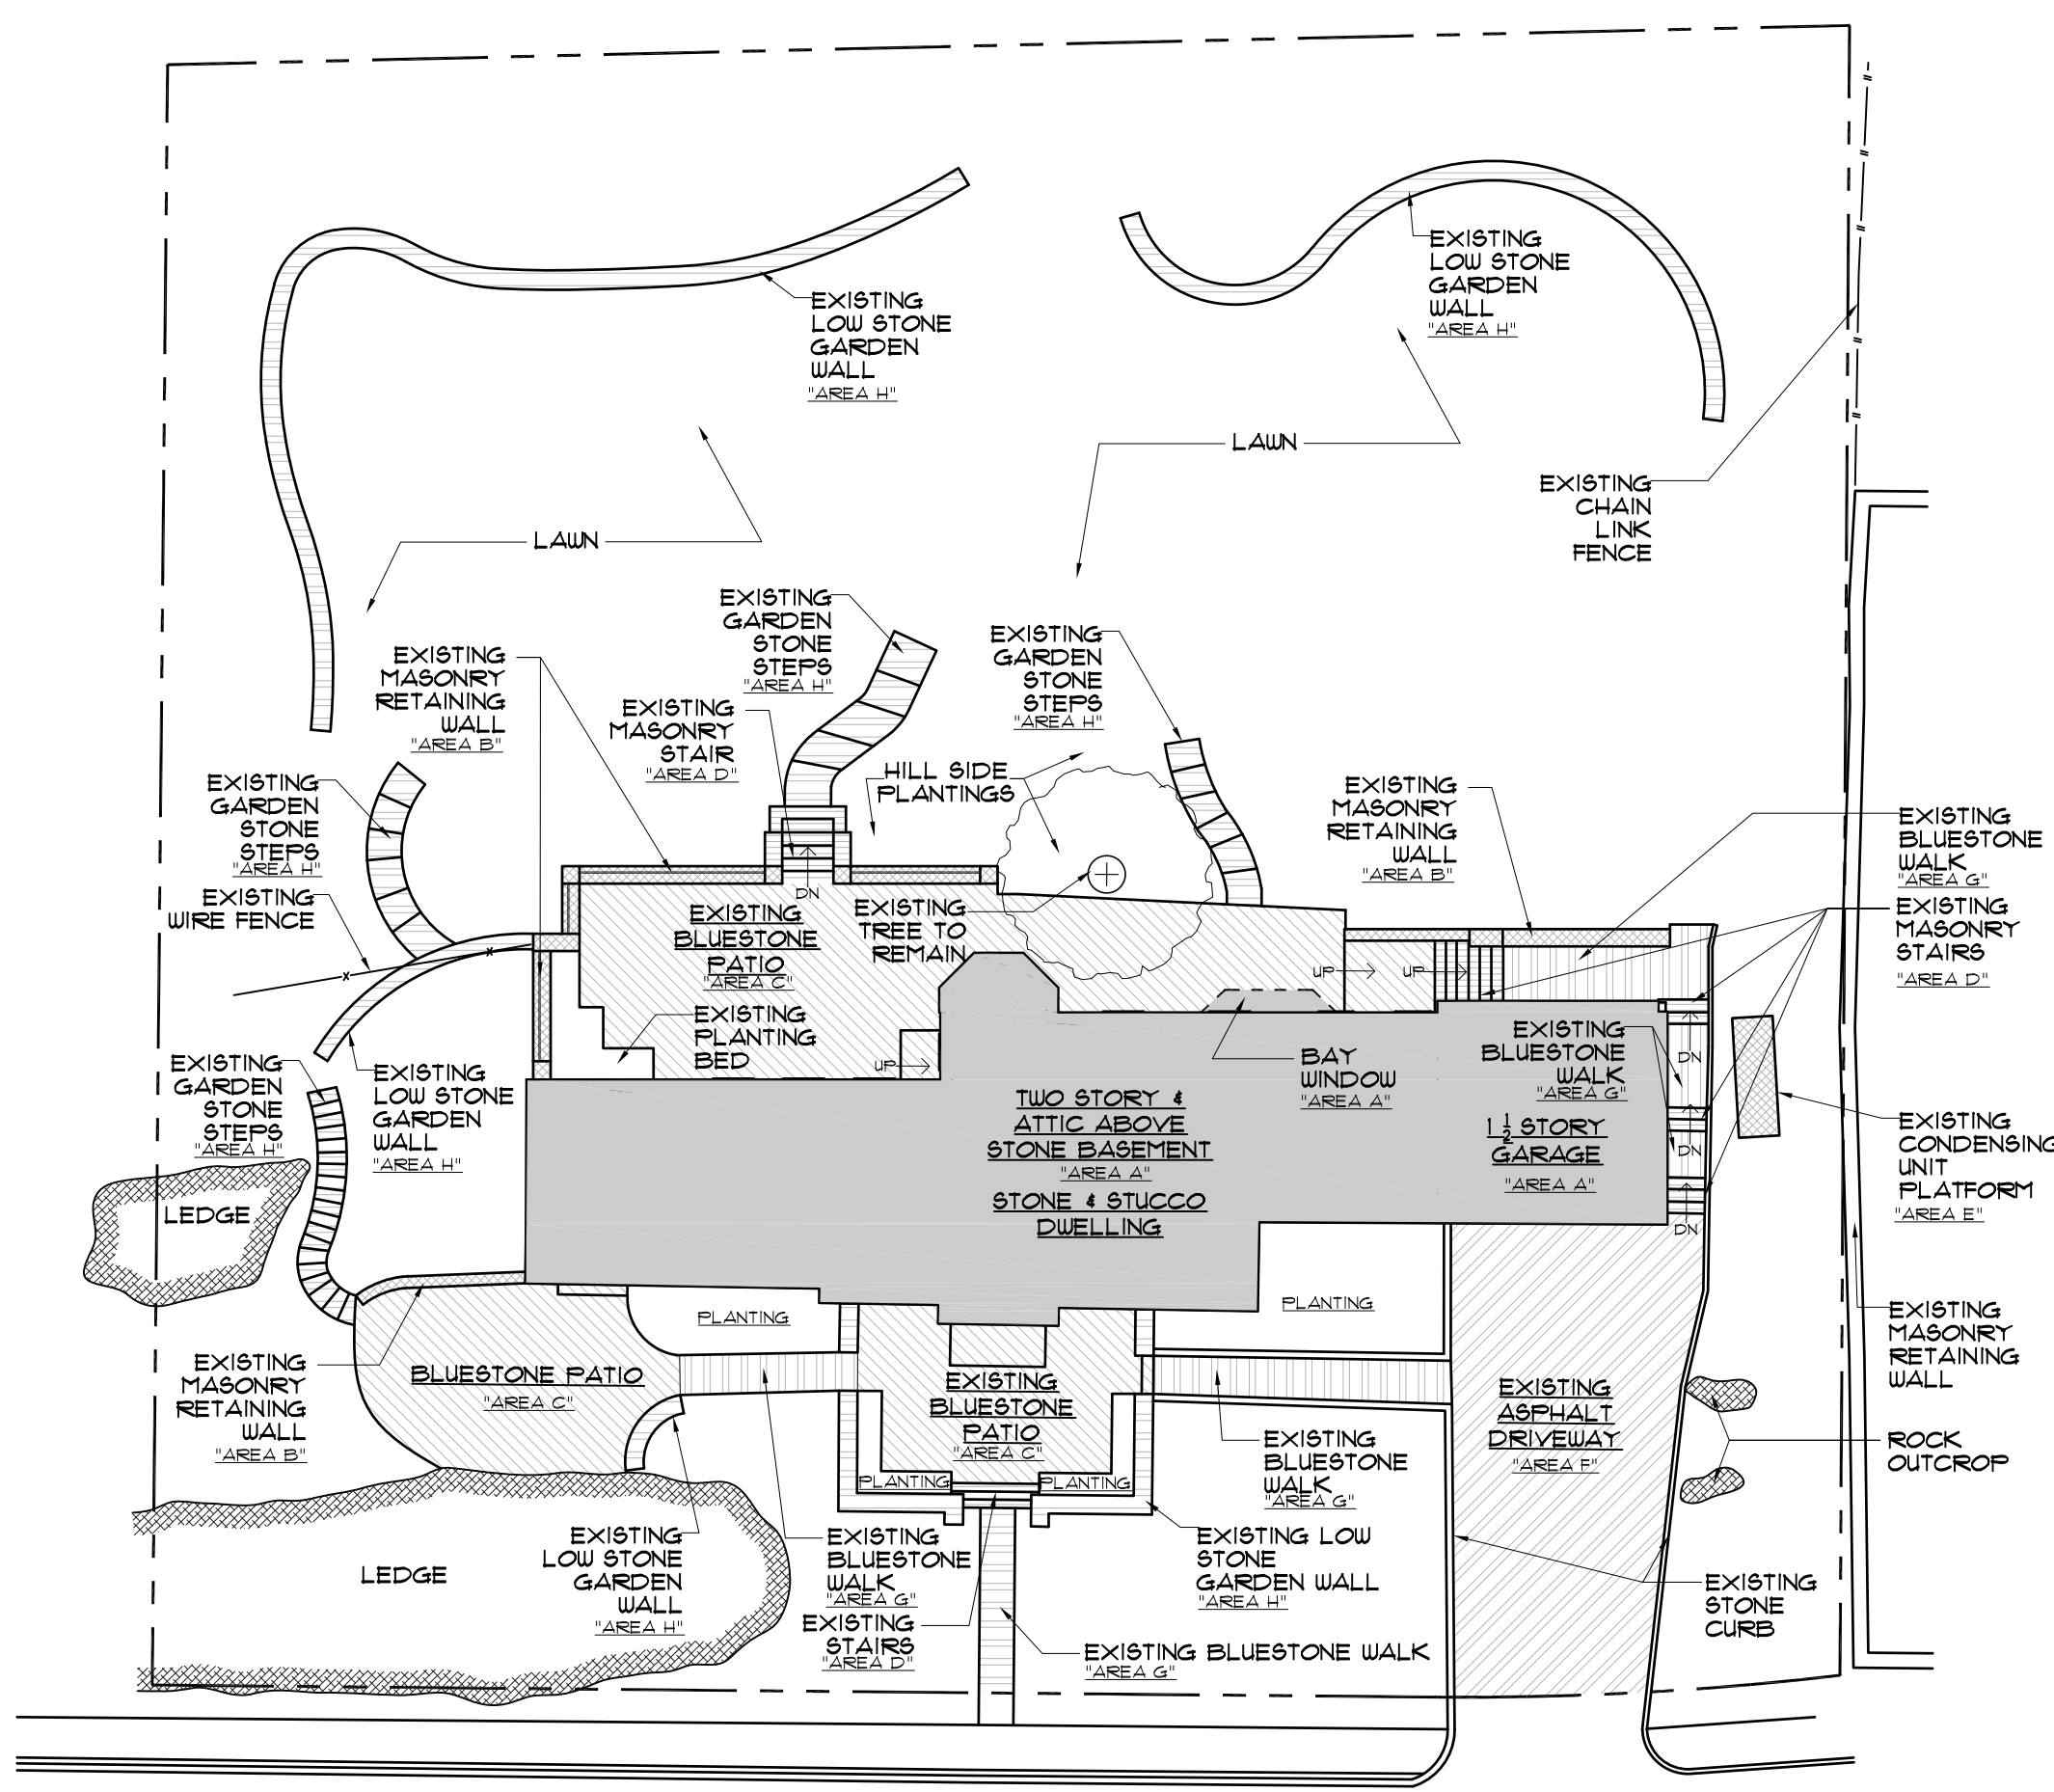 EXISTING
LOW STONE
GARDEN
WALL
"AREA H"
EXISTING
LOW STONE
GARDEN
WALL
"AREA H"
LAWN
EXISTING
CHAIN
LINK
FENCE
LAWN
EXISTING
GARDEN
STONE
STEPS
"AREA H"
EXISTING
GARDEN
STONE
STEPS
"AREA H"
EXISTING
MASONRY
RETAINING
WALL
"AREA B"
EXISTING
MASONRY
STAIR
"AREA D"
HILL SIDE
PLANTINGS
EXISTING
MASONRY
RETAINING
WALL
"AREA B"
EXISTING
GARDEN
STONE
STEPS
"AREA H"
EXISTING
WIRE FENCE
EXISTING
BLUESTONE
WALK
"AREA G"
EXISTING
MASONRY
STAIRS
"AREA D"
DN
EXISTING
BLUESTONE
PATIO
"AREA C"
EXISTING
TREE TO
REMAIN
UP
UP
X
X
EXISTING
PLANTING
BED
UP
EXISTING
BLUESTONE
WALK
"AREA G"
DN
BAY
WINDOW
"AREA A"
EXISTING
GARDEN
STONE
STEPS
"AREA H"
EXISTING
LOW STONE
GARDEN
WALL
"AREA H"
TWO STORY &
ATTIC ABOVE
STONE BASEMENT
"AREA A"
STONE & STUCCO
DWELLING
1 1/2 STORY
GARAGE
"AREA A"
DN
DN
EXISTING
CONDENSING
UNIT
PLATFORM
"AREA E"
LEDGE
PLANTING
PLANTING
EXISTING
MASONRY
RETAINING
WALL
EXISTING
MASONRY
RETAINING
WALL
"AREA B"
BLUESTONE PATIO
"AREA C"
EXISTING
BLUESTONE
PATIO
"AREA C"
EXISTING
ASPHALT
DRIVEWAY
"AREA F"
ROCK
OUTCROP
PLANTING
PLANTING
EXISTING
BLUESTONE
WALK
"AREA G"
LEDGE
EXISTING
LOW STONE
GARDEN
WALL
"AREA H"
EXISTING
BLUESTONE
WALK
"AREA G"
EXISTING
STAIRS
"AREA D"
EXISTING LOW
STONE
GARDEN WALL
"AREA H"
EXISTING BLUESTONE WALK
"AREA G"
EXISTING
STONE
CURB